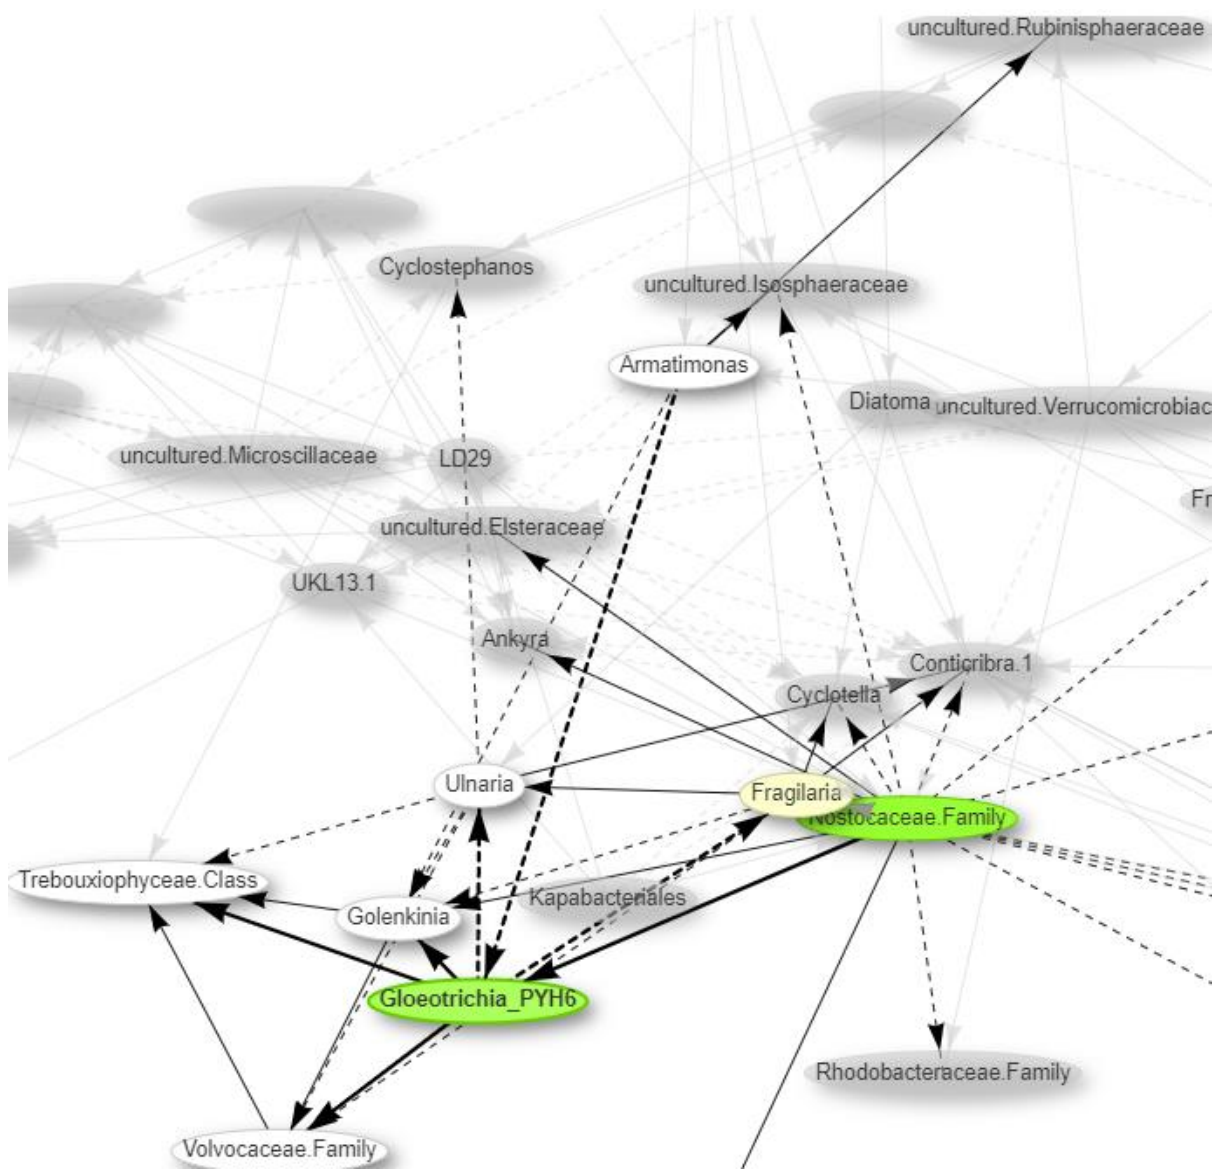 uncultured.Rubinisphaeraceae
Cyclostephanos
uncultured.Isosphaeraceae
Armatimonas
Diatoma
uncultured.Verrucomicrobiac
uncultured.Microscillaceae
LD29
Fr
uncultured.Elsteraceae
UKL13.1
Ankyra
Conticribra.1
Cyclotella
Ulnaria
Fragilaria
Nostocaceae.Family
Trebouxiophyceae.Class
Kapabacteriales
Golenkinia
Gloeotrichia_PYH6
Rhodobacteraceae.Family
Volvocaceae.Family